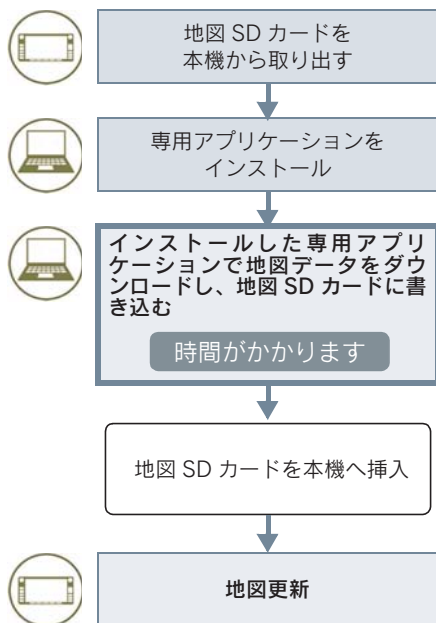 地図 SD カードを
本機から取り出す
専用アプリケーションを
インストール
インストールした専用アプリ
ケーションで地図データをダウ
ンロードし、地図 SD カードに書
き込む
時間がかかります
地図 SD カードを本機へ挿入
地図更新